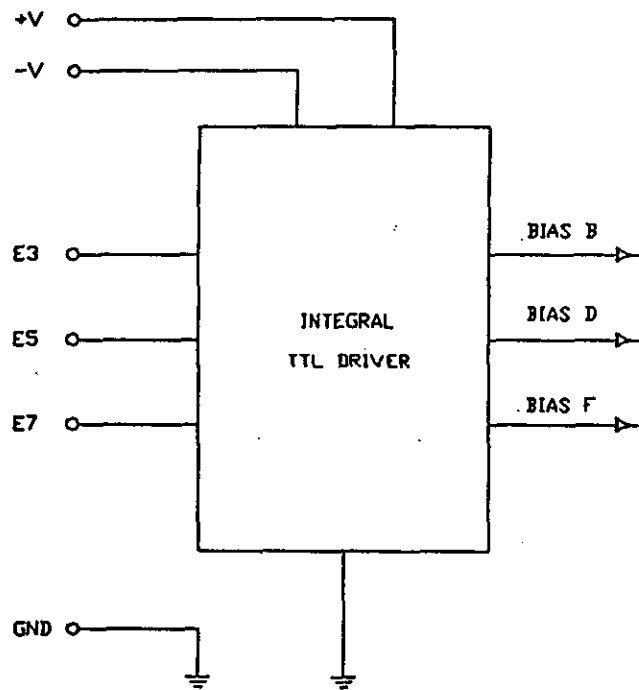 +V
-V
E3
E5
E7
GND
INTEGRAL
TTL DRIVER
BIAS B
BIAS D
BIAS F